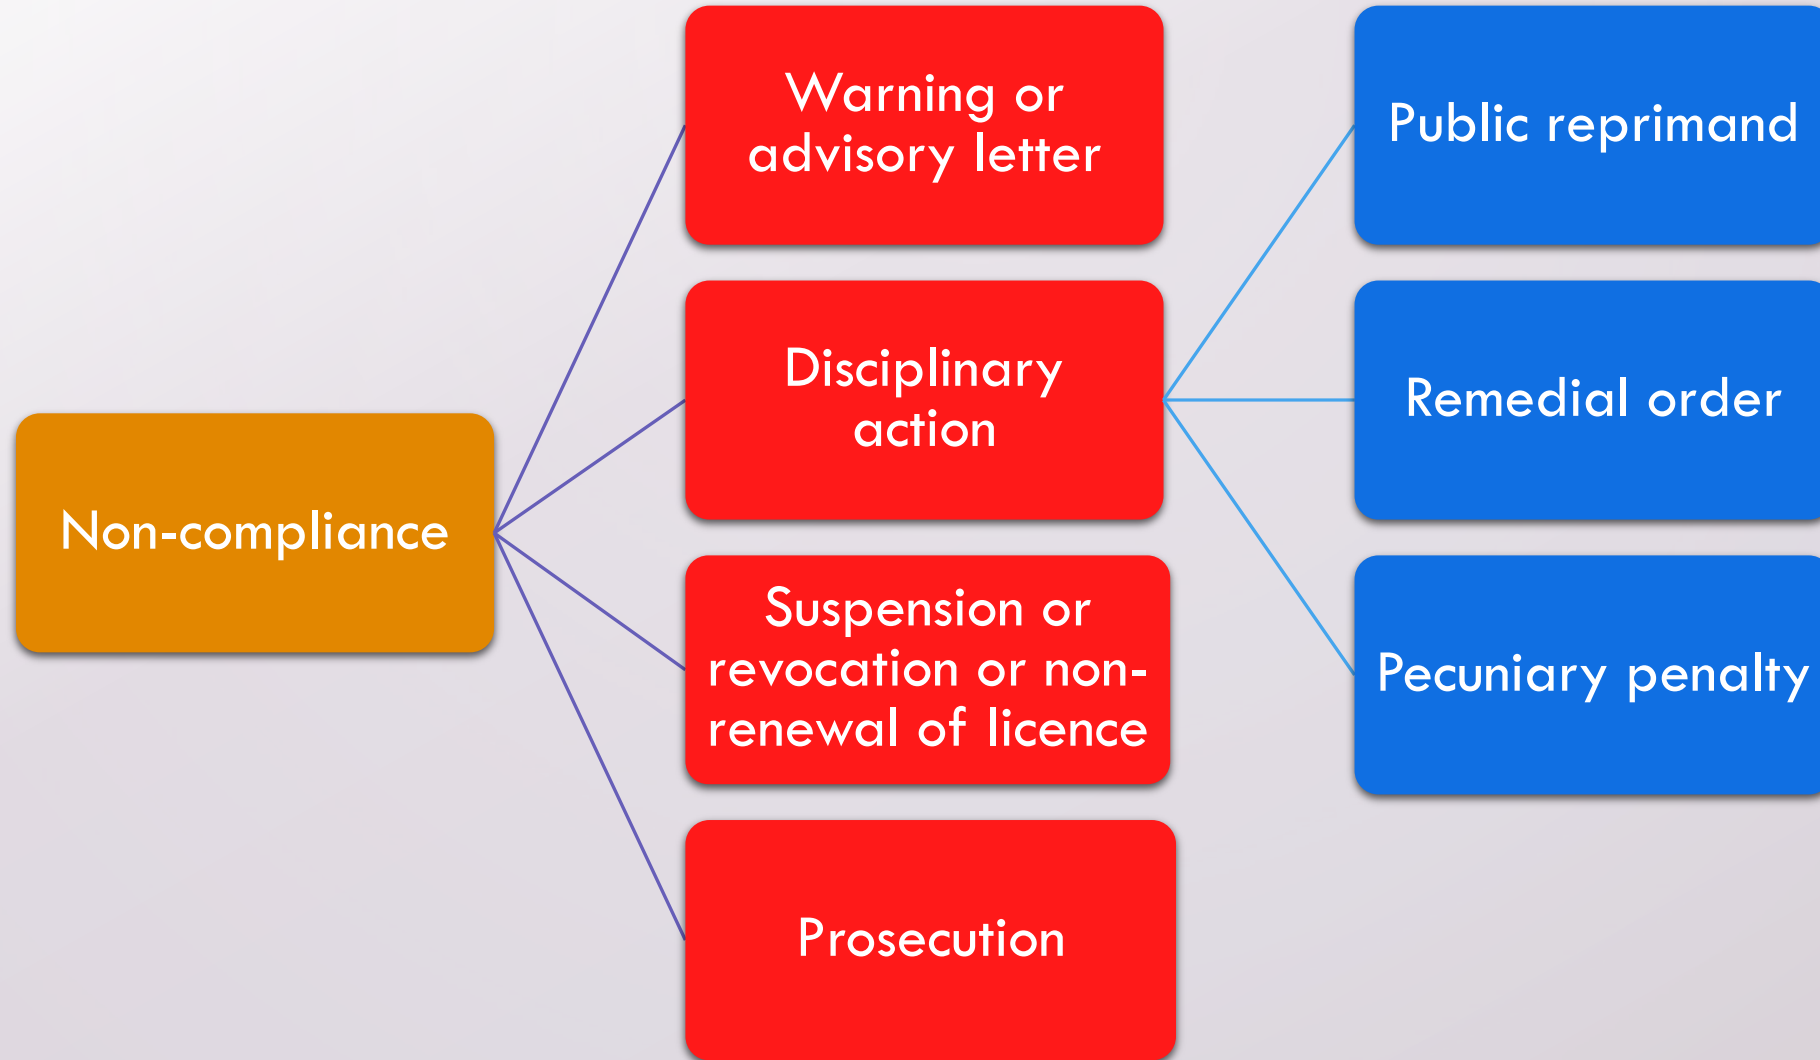 Non-compliance
Warning or
advisory letter
Disciplinary
action
Suspension or
revocation or non-
renewal of licence
Prosecution
Public reprimand
Remedial order
Pecuniary penalty